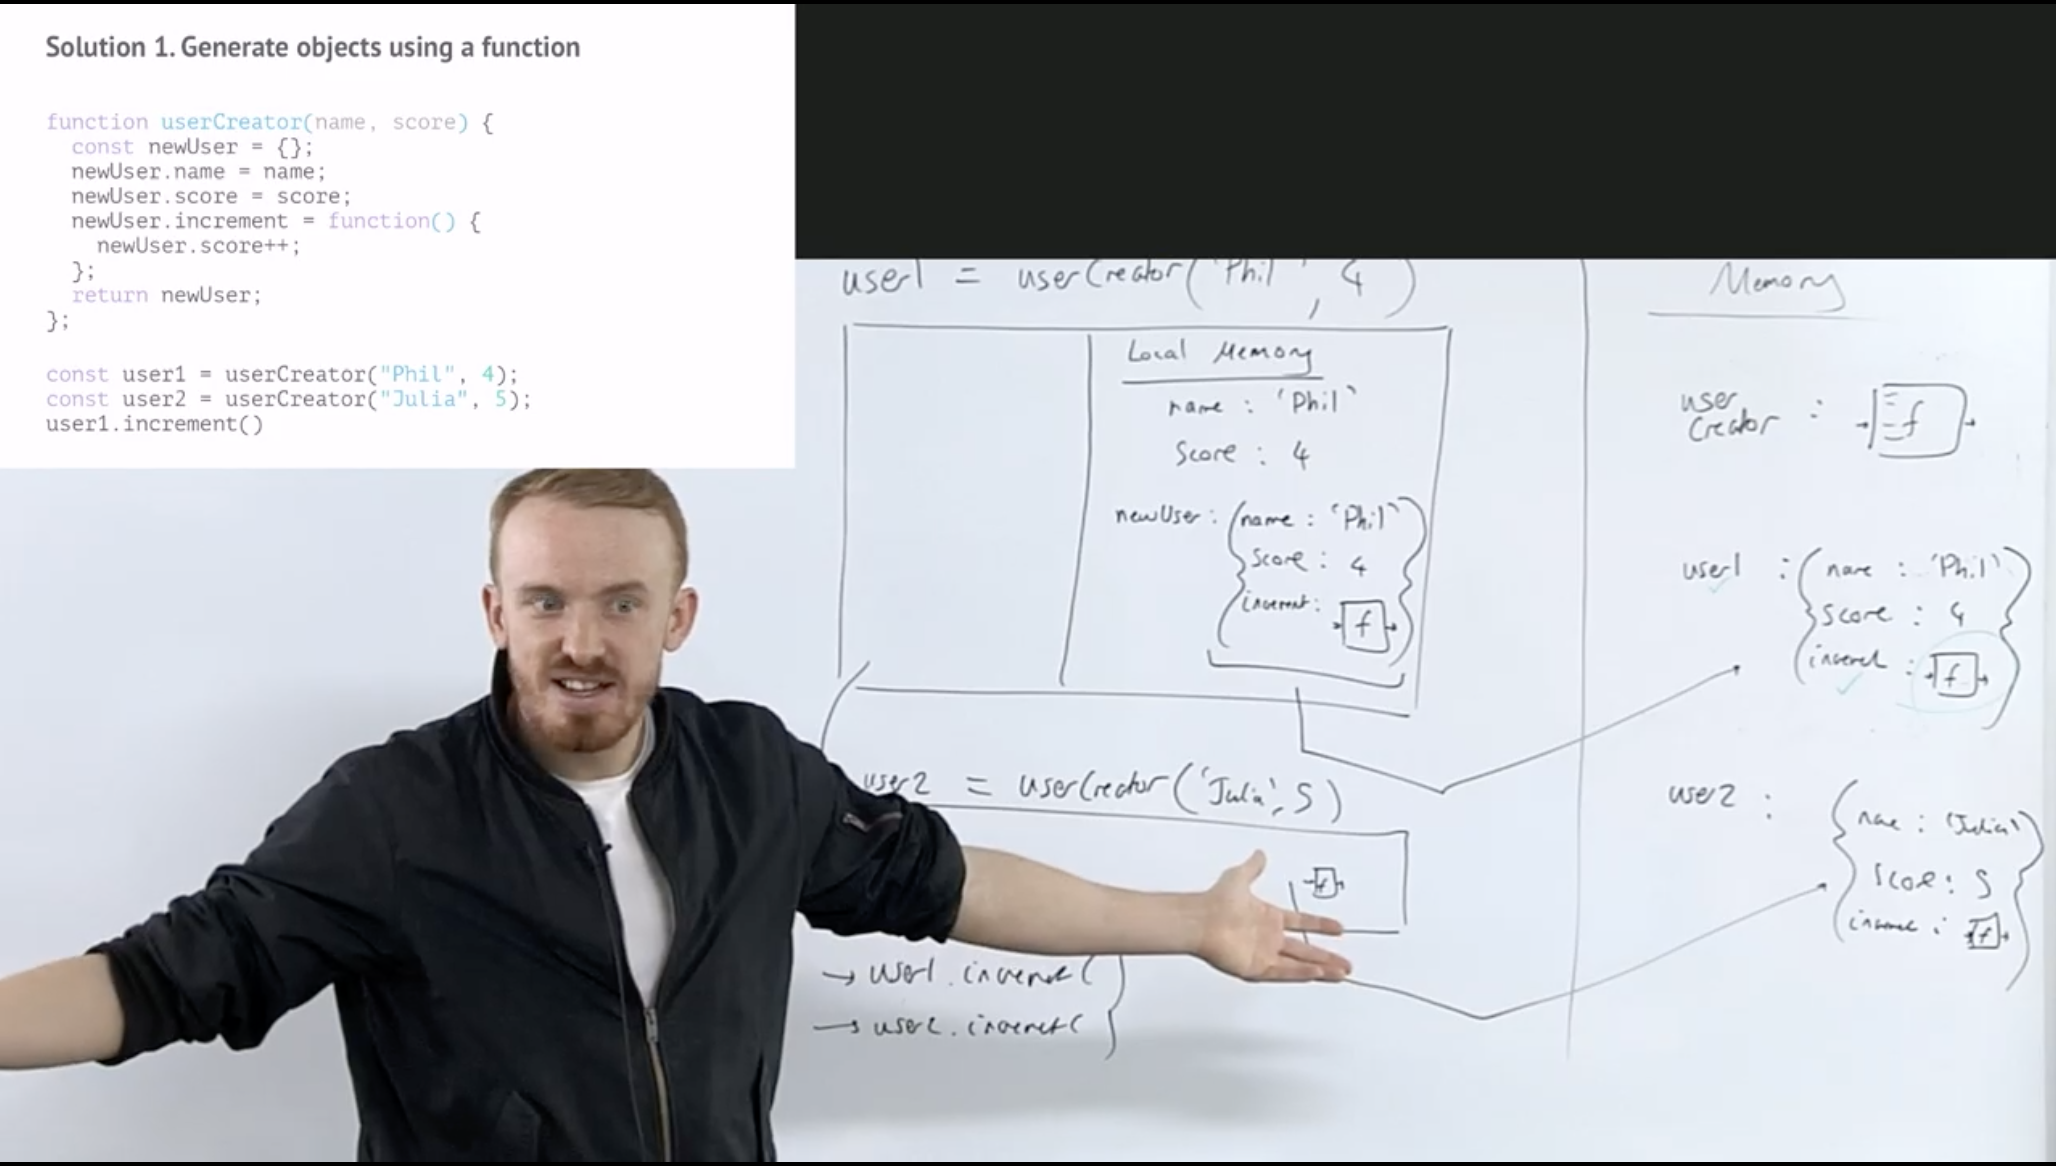 Solution 1. Generate objects using a function
function userCreator(name, score) {
const newUser = {};
newUser.name = name;
newUser.score = score;
newUser.increment = function() {
newUser.score++;
};
return newUser;
};
const user1 = userCreator("Phil", 4);
const user2 = userCreator("Julia", 5);
user1.increment()
user1 = userCreator('Phil', 4)
Local Memory
name : 'Phil'
Score : 4
newUser : { name : 'Phil'
Score : 4
increment : f }
user2 = userCreator('Julia', 5)
f
→ user1.increment(
→ user2.increment(
Memory
user
Creator : f
user1 : { name : 'Phil'
Score : 4
increment : f }
user2 : { name : 'Julia'
Score : 5
increment : f }